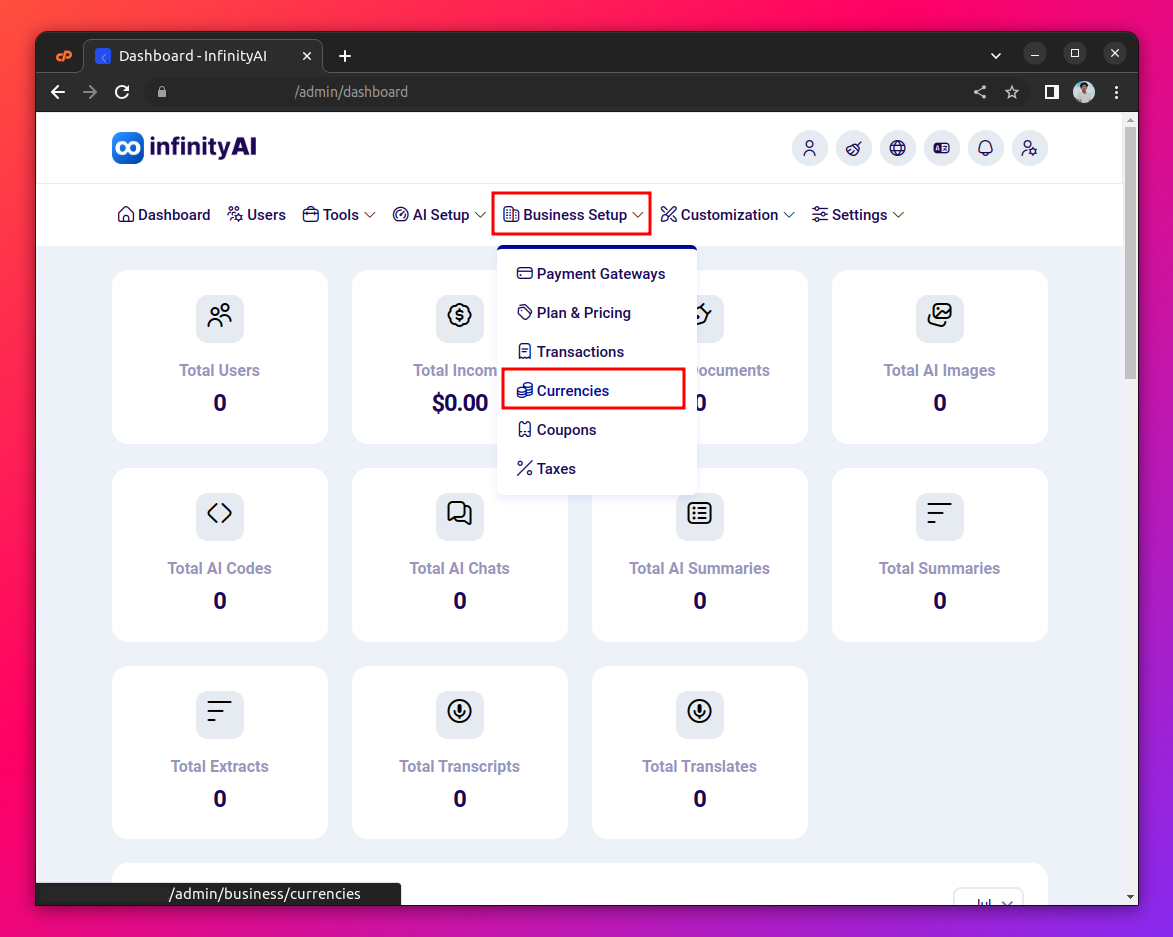 Dashboard - InfinityAI
/admin/dashboard
infinityAI
Dashboard Users Tools AI Setup Business Setup Customization Settings
Payment Gateways
Plan & Pricing
Transactions
Currencies
Coupons
Taxes
Total Users
0
Total Incom
$0.00
ocuments
0
Total AI Images
0
Total AI Codes
0
Total AI Chats
0
Total AI Summaries
0
Total Summaries
0
Total Extracts
0
Total Transcripts
0
Total Translates
0
Jul
/admin/business/currencies